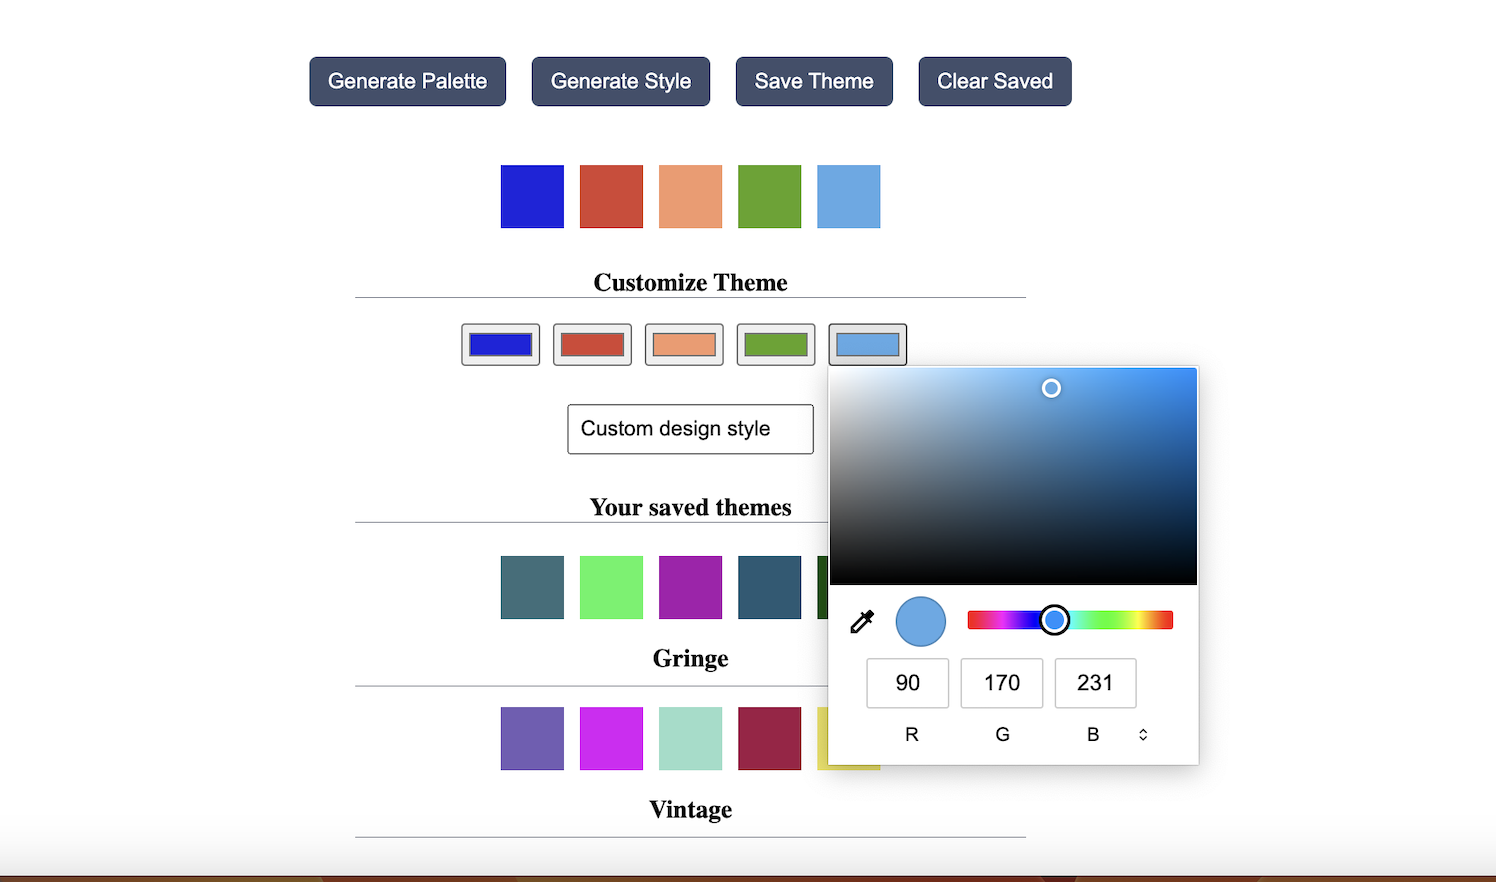 Generate Palette Generate Style Save Theme Clear Saved
Customize Theme
Custom design style
Your saved themes
Gringe
90 170 231
R G B
Vintage